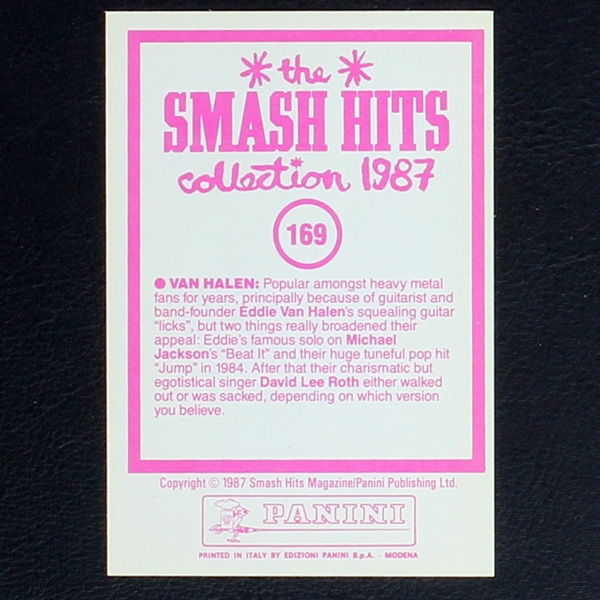 the
SMASH HITS
collection 1987
169
● VAN HALEN: Popular amongst heavy metal
fans for years, principally because of guitarist and
band-founder Eddie Van Halen's squealing guitar
"licks", but two things really broadened their
appeal: Eddie's famous solo on Michael
Jackson's "Beat It" and their huge tuneful pop hit
"Jump" in 1984. After that their charismatic but
egotistical singer David Lee Roth either walked
out or was sacked, depending on which version
you believe.
Copyright © 1987 Smash Hits Magazine/Panini Publishing Ltd.
PANINI
PRINTED IN ITALY BY EDIZIONI PANINI S.p.A. - MODENA